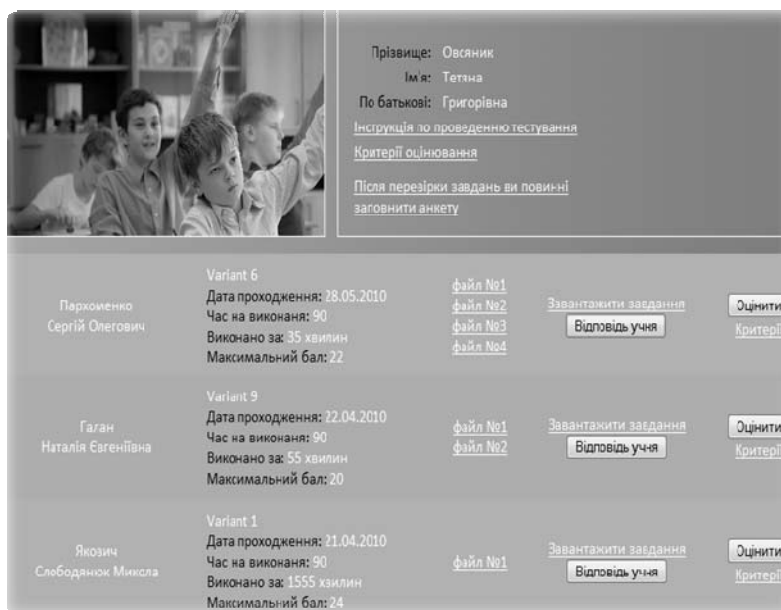 Прізвище: Овсяник
Ім'я: Тетяна
По батькові: Григорівна
Інструкція по проведенню тестування
Критерії оцінювання
Після перезірки завдань ви повинні
заповнити анкету
Пархоменко
Сергій Олегович
Variant 6
Дата проходження: 28.05.2010
Час на виконаня: 90
Виконано за: 35 хвилин
Максимальний бал: 22
файл №1
файл №2
файл №3
файл №4
Завантажити завдання
Відповідь учня
Оцінити
Критерії
Галан
Наталія Євгеніївна
Variant 9
Дата проходження: 22.04.2010
Час на виконаня: 90
Виконано за: 55 хвилин
Максимальний бал: 20
файл №1
файл №2
Завантажити завдання
Відповідь учня
Оцінити
Критерії
Якович
Слободянюк Микола
Variant 1
Дата проходження: 21.04.2010
Час на виконаня: 90
Виконано за: 1555 хвилин
Максимальний бал: 24
файл №1
Завантажити завдання
Відповідь учня
Оцінити
Критерії